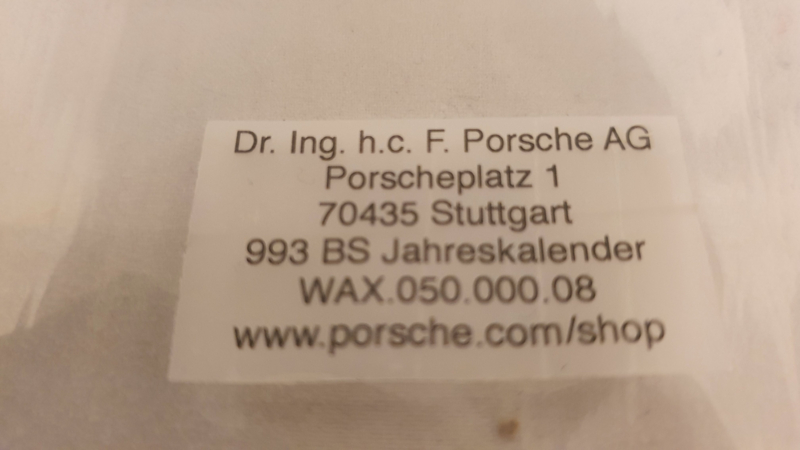 Dr. Ing. h.c. F. Porsche AG
Porscheplatz 1
70435 Stuttgart
993 BS Jahreskalender
WAX.050.000.08
www.porsche.com/shop